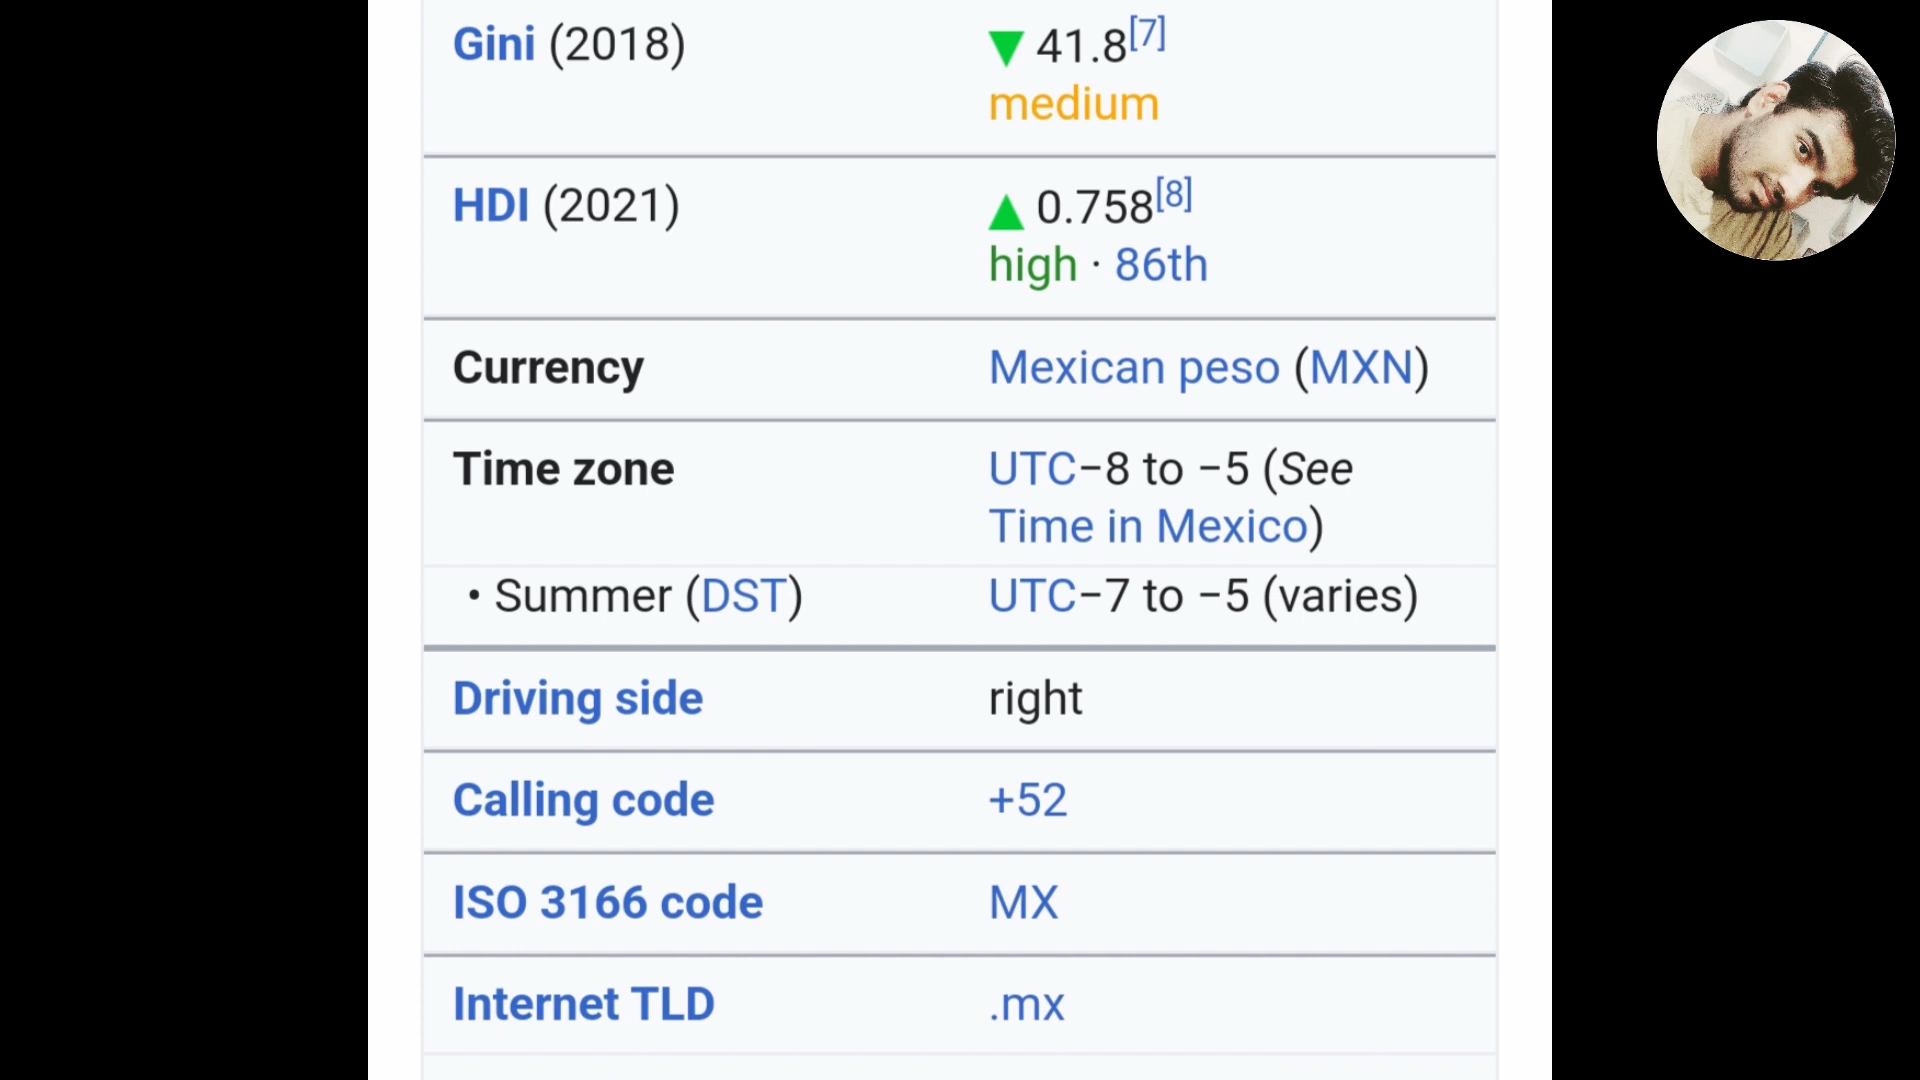 Gini (2018) ▼ 41.8[7]
medium
HDI (2021) ▲ 0.758[8]
high · 86th
Currency Mexican peso (MXN)
Time zone UTC−8 to −5 (See
Time in Mexico)
• Summer (DST) UTC−7 to −5 (varies)
Driving side right
Calling code +52
ISO 3166 code MX
Internet TLD .mx